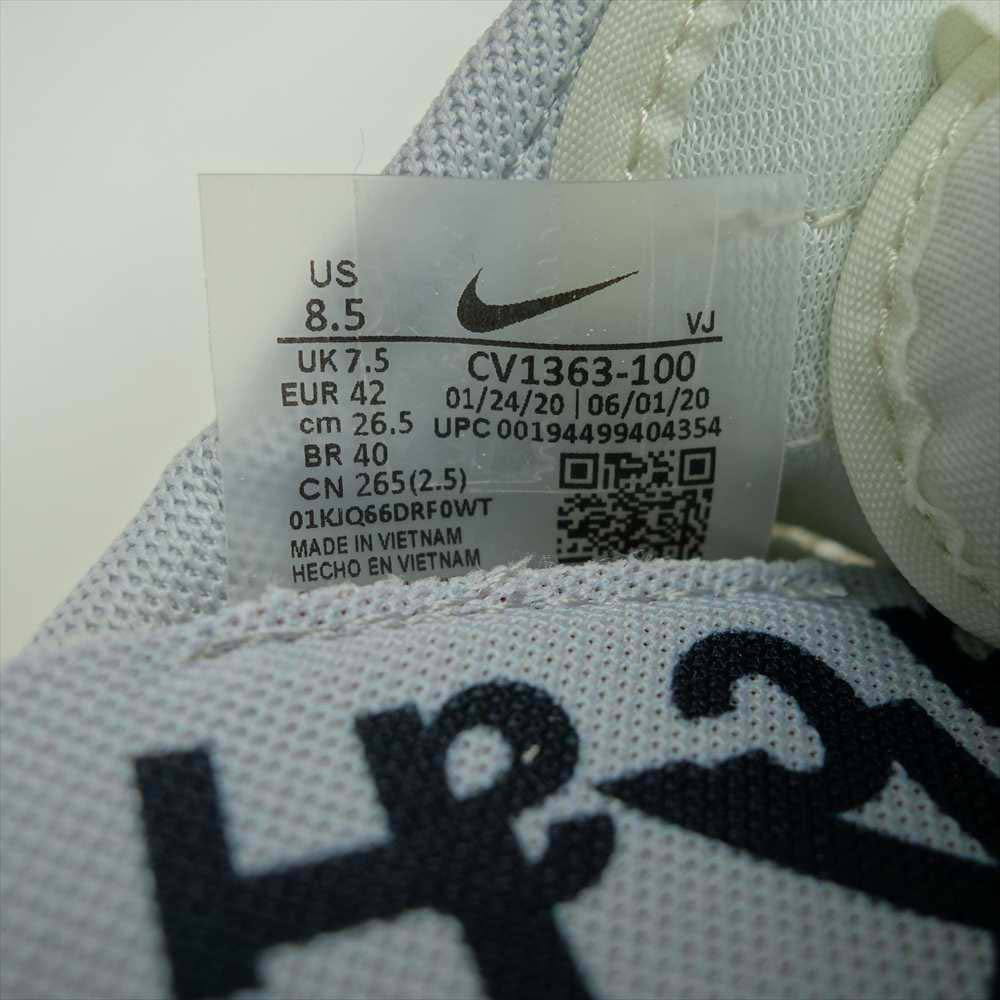 US
8.5
VJ
UK 7.5
CV1363-100
EUR 42
01/24/20 | 06/01/20
cm 26.5
UPC 00194499404354
BR 40
CN 265(2.5)
01KJQ66DRF0WT
MADE IN VIETNAM
HECHO EN VIETNAM